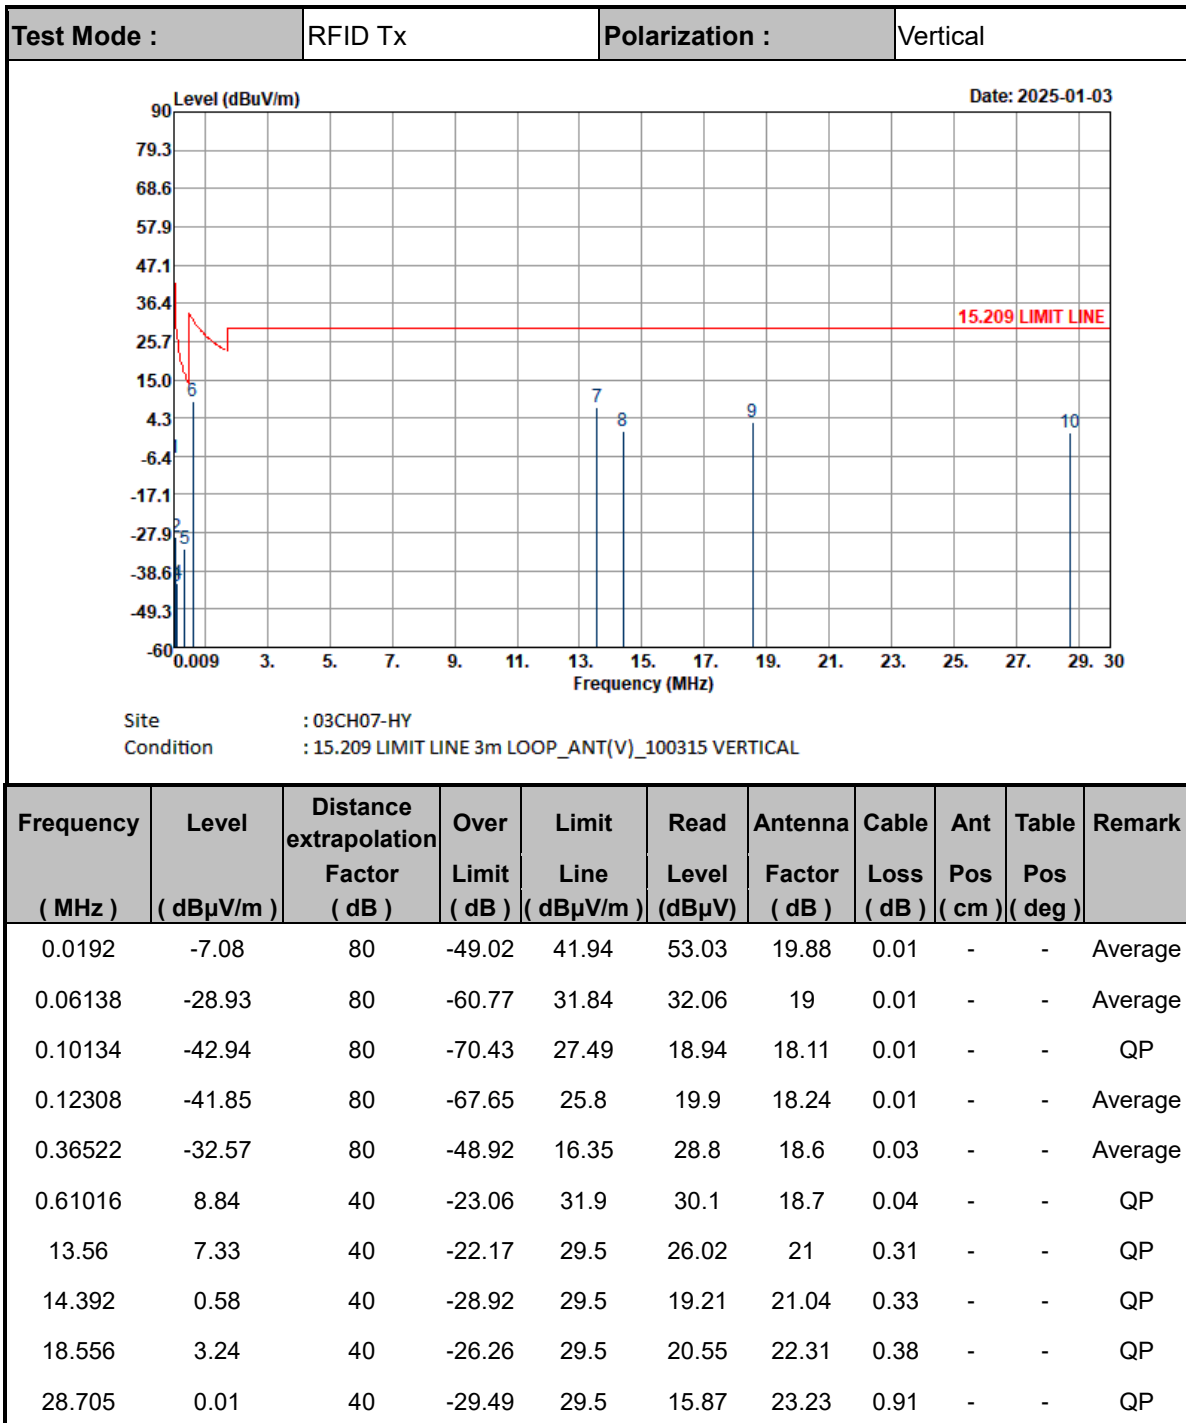 Test Mode : RFID Tx Polarization : Vertical
Level (dBuV/m) Date: 2025-01-03
90
79.3
68.6
57.9
47.1
36.4
15.209 LIMIT LINE
25.7
15.0
6
7
4.3
8 9 10
-6.4
-17.1
2
-27.9
5
-38.6
4
-49.3
-60
0.009 3. 5. 7. 9. 11. 13. 15. 17. 19. 21. 23. 25. 27. 29. 30
Frequency (MHz)
Site : 03CH07-HY
Condition : 15.209 LIMIT LINE 3m LOOP_ANT(V)_100315 VERTICAL
Frequency Level Distance extrapolation Over Limit Read Antenna Cable Ant Table Remark
Factor Limit Line Level Factor Loss Pos Pos
( MHz ) ( dBµV/m ) ( dB ) ( dB ) ( dBµV/m ) (dBµV) ( dB ) ( dB ) ( cm ) ( deg )
0.0192 -7.08 80 -49.02 41.94 53.03 19.88 0.01 - - Average
0.06138 -28.93 80 -60.77 31.84 32.06 19 0.01 - - Average
0.10134 -42.94 80 -70.43 27.49 18.94 18.11 0.01 - - QP
0.12308 -41.85 80 -67.65 25.8 19.9 18.24 0.01 - - Average
0.36522 -32.57 80 -48.92 16.35 28.8 18.6 0.03 - - Average
0.61016 8.84 40 -23.06 31.9 30.1 18.7 0.04 - - QP
13.56 7.33 40 -22.17 29.5 26.02 21 0.31 - - QP
14.392 0.58 40 -28.92 29.5 19.21 21.04 0.33 - - QP
18.556 3.24 40 -26.26 29.5 20.55 22.31 0.38 - - QP
28.705 0.01 40 -29.49 29.5 15.87 23.23 0.91 - - QP